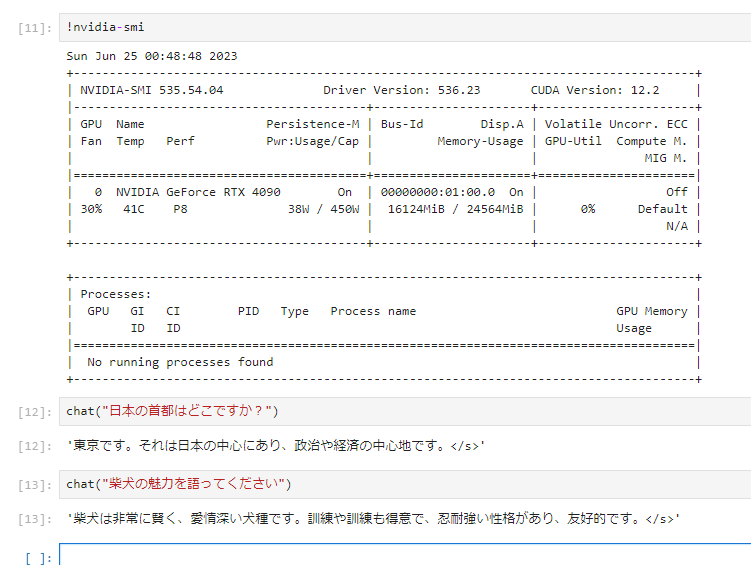 [11]: !nvidia-smi
Sun Jun 25 00:48:48 2023
+---------------------------------------------------------------------------------------+
| NVIDIA-SMI 535.54.04              Driver Version: 536.23       CUDA Version: 12.2     |
|-----------------------------------------+----------------------+----------------------+
| GPU  Name                 Persistence-M | Bus-Id        Disp.A | Volatile Uncorr. ECC |
| Fan  Temp   Perf          Pwr:Usage/Cap |         Memory-Usage | GPU-Util  Compute M. |
|                                         |                      |               MIG M. |
|=========================================+======================+======================|
|   0  NVIDIA GeForce RTX 4090        On  | 00000000:01:00.0  On |                  Off |
| 30%   41C    P8              38W / 450W |  16124MiB / 24564MiB |      0%      Default |
|                                         |                      |                  N/A |
+-----------------------------------------+----------------------+----------------------+
+---------------------------------------------------------------------------------------+
| Processes:                                                                            |
|  GPU   GI   CI        PID   Type   Process name                            GPU Memory |
|        ID   ID                                                             Usage      |
|=======================================================================================|
|  No running processes found                                                           |
+---------------------------------------------------------------------------------------+
[12]: chat("日本の首都はどこですか？")
[12]: '東京です。それは日本の中心にあり、政治や経済の中心地です。</s>'
[13]: chat("柴犬の魅力を語ってください")
[13]: '柴犬は非常に賢く、愛情深い犬種です。訓練や訓練も得意で、忍耐強い性格があり、友好的です。</s>'
[ ]: